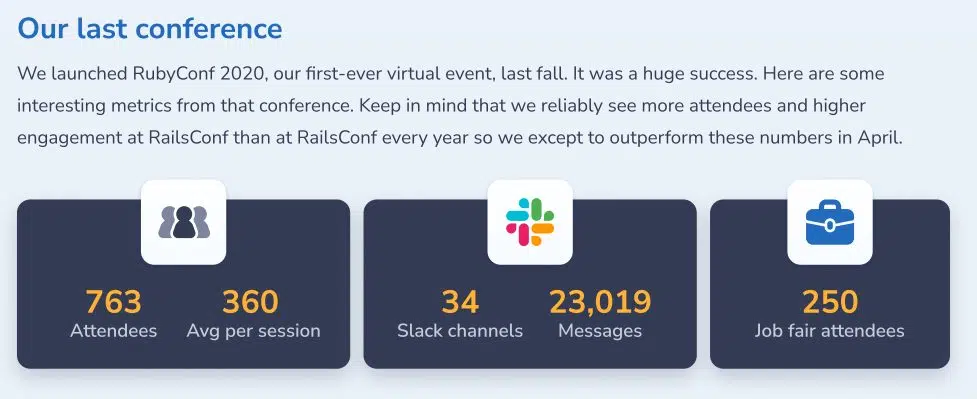 Our last conference
We launched RubyConf 2020, our first-ever virtual event, last fall. It was a huge success. Here are some
interesting metrics from that conference. Keep in mind that we reliably see more attendees and higher
engagement at RailsConf than at RailsConf every year so we except to outperform these numbers in April.
763 360 34 23,019 250
Attendees Avg per session Slack channels Messages Job fair attendees